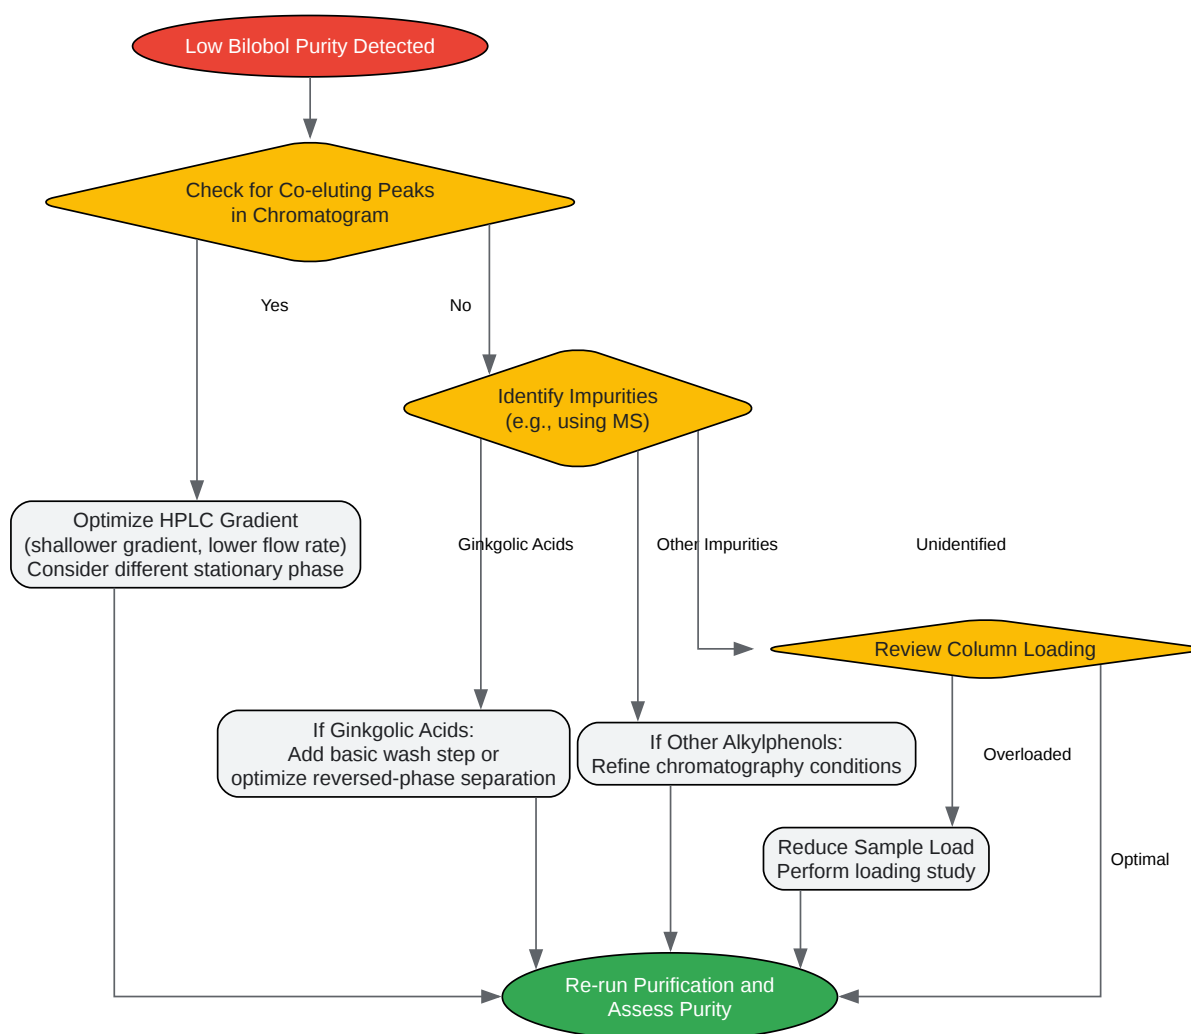 Low Bilobol Purity Detected
Check for Co-eluting Peaks
in Chromatogram
Yes
No
Identify Impurities
(e.g., using MS)
Optimize HPLC Gradient
(shallower gradient, lower flow rate)
Consider different stationary phase
Ginkgolic Acids
Other Impurities
Unidentified
Review Column Loading
If Ginkgolic Acids:
Add basic wash step or
optimize reversed-phase separation
If Other Alkylphenols:
Refine chromatography conditions
Overloaded
Reduce Sample Load
Perform loading study
Optimal
Re-run Purification and
Assess Purity